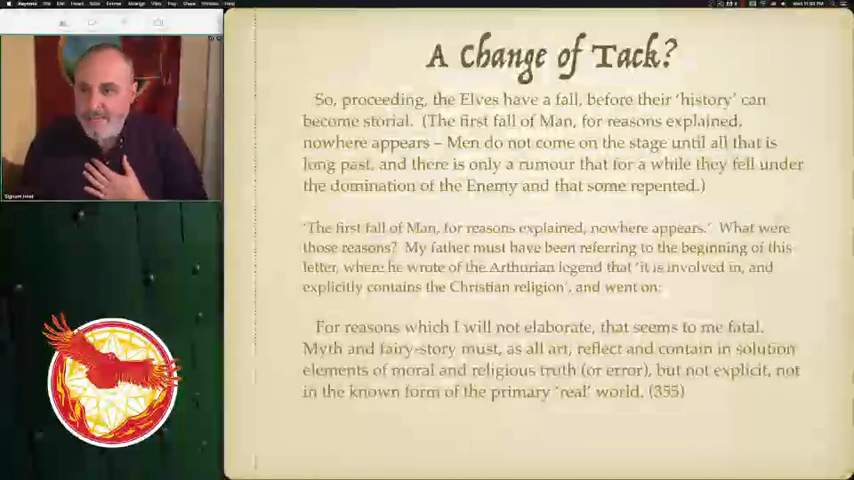 A Change of Tack?
So, proceeding, the Elves have a fall, before their ‘history’ can
become storial. (The first fall of Man, for reasons explained,
nowhere appears – Men do not come on the stage until all that is
long past, and there is only a rumour that for a while they fell under
the domination of the Enemy and that some repented.)
‘The first fall of Man, for reasons explained, nowhere appears.’ What were
those reasons? My father must have been referring to the beginning of this
letter, where he wrote of the Arthurian legend that ‘it is involved in, and
explicitly contains the Christian religion’, and went on:
For reasons which I will not elaborate, that seems to me fatal.
Myth and fairy-story must, as all art, reflect and contain in solution
elements of moral and religious truth (or error), but not explicit, not
in the known form of the primary ‘real’ world. (355)